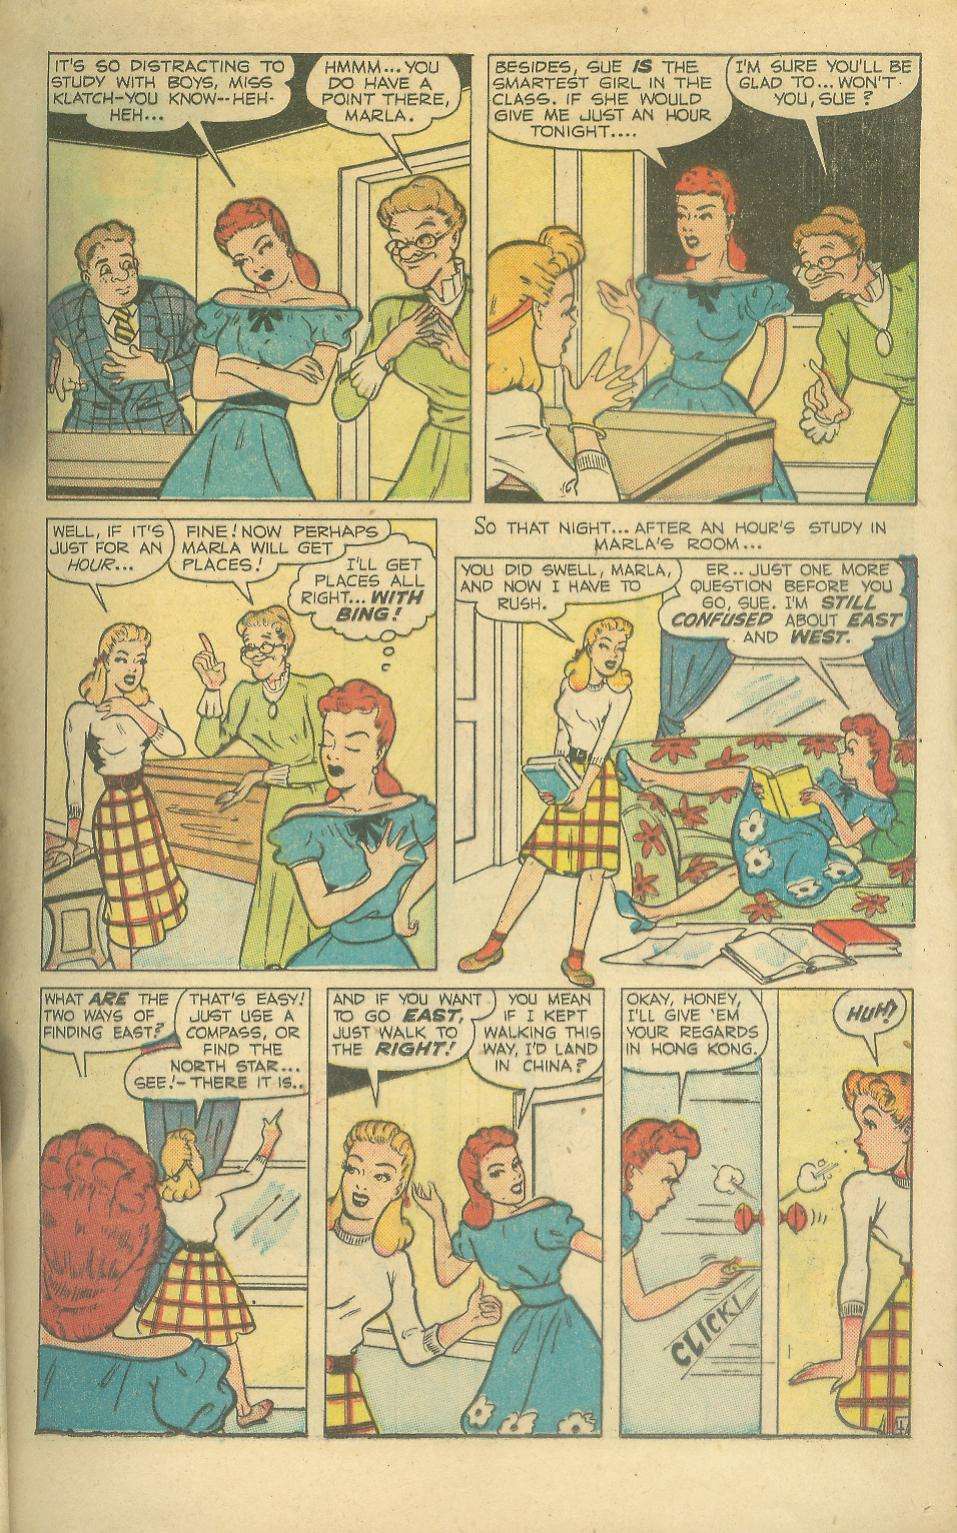 IT'S SO DISTRACTING TO
STUDY WITH BOYS, MISS
KLATCH-YOU KNOW--HEH-
HEH...
HMMM...YOU
DO HAVE A
POINT THERE,
MARLA.
BESIDES, SUE IS THE
SMARTEST GIRL IN THE
CLASS. IF SHE WOULD
GIVE ME JUST AN HOUR
TONIGHT....
I'M SURE YOU'LL BE
GLAD TO... WON'T
YOU, SUE?
WELL, IF IT'S
JUST FOR AN
HOUR...
FINE! NOW PERHAPS
MARLA WILL GET
PLACES!
I'LL GET
PLACES ALL
RIGHT... WITH
BING!
SO THAT NIGHT... AFTER AN HOUR'S STUDY IN
MARLA'S ROOM...
YOU DID SWELL, MARLA,
AND NOW I HAVE TO
RUSH.
ER.. JUST ONE MORE
QUESTION BEFORE YOU
GO, SUE. I'M STILL
CONFUSED ABOUT EAST
AND WEST.
WHAT ARE THE
TWO WAYS OF
FINDING EAST?
THAT'S EASY!
JUST USE A
COMPASS, OR
FIND THE
NORTH STAR...
SEE!-THERE IT IS..
AND IF YOU WANT
TO GO EAST,
JUST WALK TO
THE RIGHT!
YOU MEAN
IF I KEPT
WALKING THIS
WAY, I'D LAND
IN CHINA?
OKAY, HONEY,
I'LL GIVE 'EM
YOUR REGARDS
IN HONG KONG.
HUH?
CLICK!